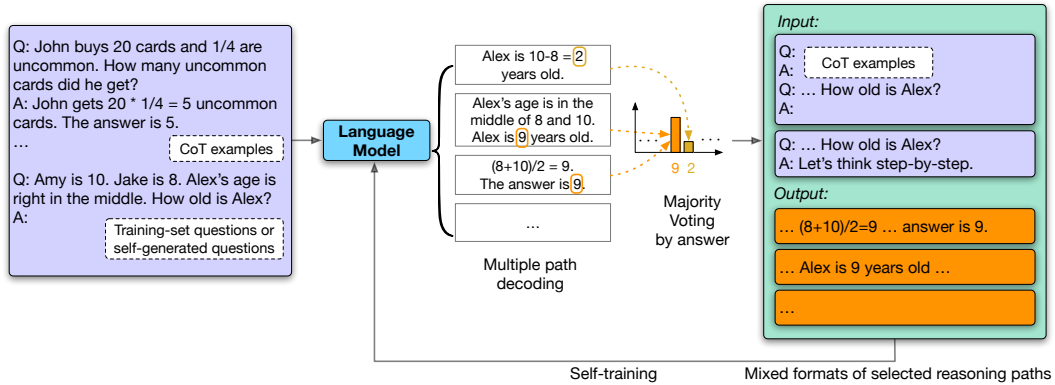 Q: John buys 20 cards and 1/4 are
uncommon. How many uncommon
cards did he get?
A: John gets 20 * 1/4 = 5 uncommon
cards. The answer is 5.
...
CoT examples
Q: Amy is 10. Jake is 8. Alex's age is
right in the middle. How old is Alex?
A:
Training-set questions or
self-generated questions
Language
Model
Alex is 10-8 = 2
years old.
Alex's age is in the
middle of 8 and 10.
Alex is 9 years old.
(8+10)/2 = 9.
The answer is 9.
...
Multiple path
decoding
9 2
Majority
Voting
by answer
Input:
Q:
A:
CoT examples
Q: ... How old is Alex?
A:
Q: ... How old is Alex?
A: Let's think step-by-step.
Output:
... (8+10)/2=9 ... answer is 9.
... Alex is 9 years old ...
...
Self-training
Mixed formats of selected reasoning paths